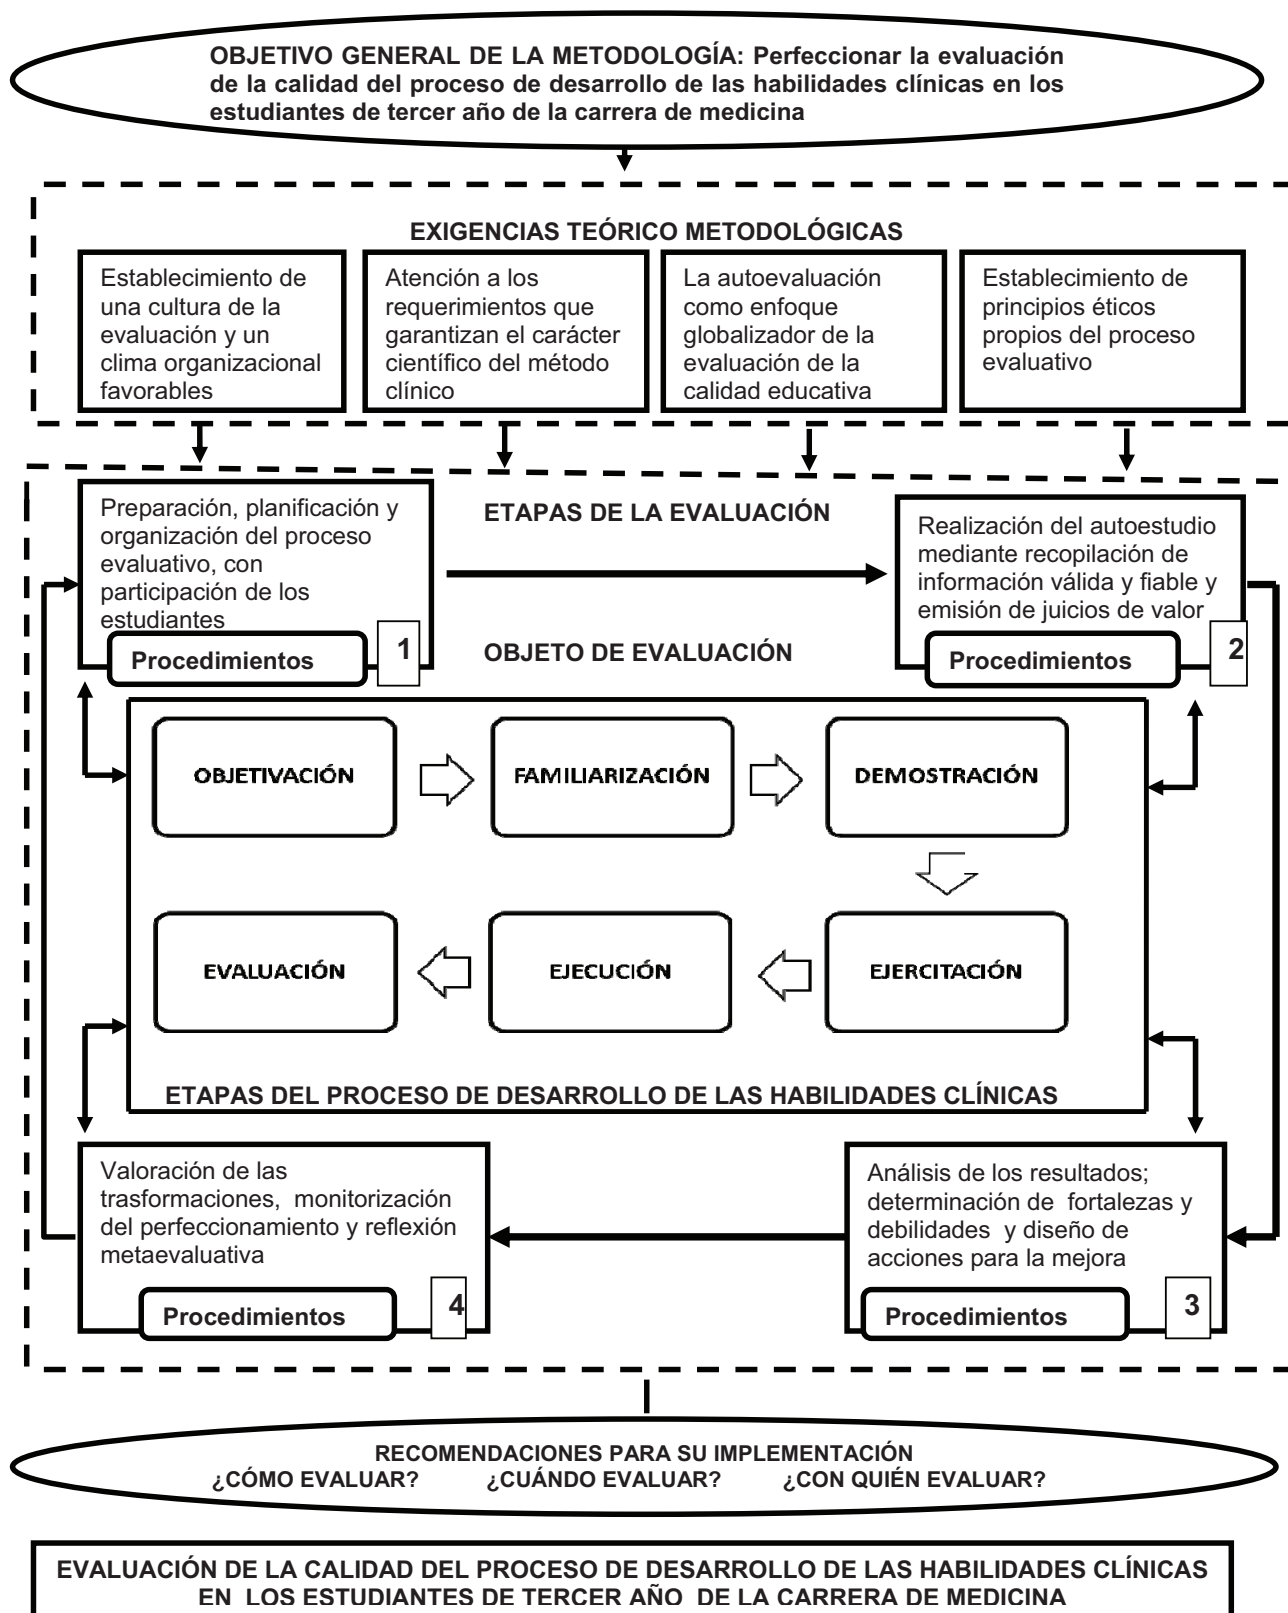 OBJETIVO GENERAL DE LA METODOLOGÍA: Perfeccionar la evaluación
de la calidad del proceso de desarrollo de las habilidades clínicas en los
estudiantes de tercer año de la carrera de medicina
EXIGENCIAS TEÓRICO METODOLÓGICAS
Establecimiento de
una cultura de la
evaluación y un
clima organizacional
favorables
Atención a los
requerimientos que
garantizan el carácter
científico del método
clínico
La autoevaluación
como enfoque
globalizador de la
evaluación de la
calidad educativa
Establecimiento de
principios éticos
propios del proceso
evaluativo
ETAPAS DE LA EVALUACIÓN
Preparación, planificación y
organización del proceso
evaluativo, con
participación de los
estudiantes
Procedimientos
1
Realización del autoestudio
mediante recopilación de
información válida y fiable y
emisión de juicios de valor
Procedimientos
2
OBJETO DE EVALUACIÓN
OBJETIVACIÓN
FAMILIARIZACIÓN
DEMOSTRACIÓN
EVALUACIÓN
EJECUCIÓN
EJERCITACIÓN
ETAPAS DEL PROCESO DE DESARROLLO DE LAS HABILIDADES CLÍNICAS
Valoración de las
trasformaciones, monitorización
del perfeccionamiento y reflexión
metaevaluativa
Procedimientos
4
Análisis de los resultados;
determinación de fortalezas y
debilidades y diseño de
acciones para la mejora
Procedimientos
3
RECOMENDACIONES PARA SU IMPLEMENTACIÓN
¿CÓMO EVALUAR? ¿CUÁNDO EVALUAR? ¿CON QUIÉN EVALUAR?
EVALUACIÓN DE LA CALIDAD DEL PROCESO DE DESARROLLO DE LAS HABILIDADES CLÍNICAS
EN LOS ESTUDIANTES DE TERCER AÑO DE LA CARRERA DE MEDICINA